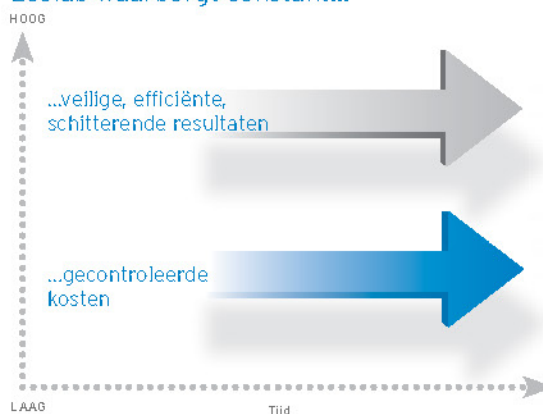 HOOG
...veilige, efficiënte,
schitterende resultaten
...gecontroleerde
kosten
LAAG
Tijd